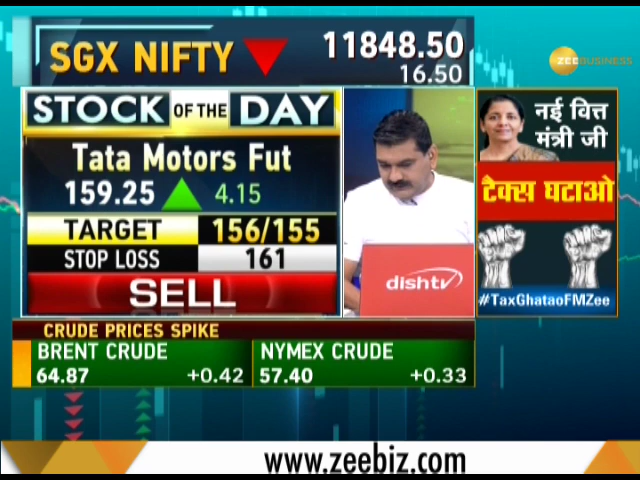 SGX NIFTY 11848.50
16.50
ZEEBUSINESS
STOCK OF THE DAY
Tata Motors Fut
159.25 4.15
TARGET 156/155
STOP LOSS 161
SELL
dishtv
नई वित्त
मंत्री जी
टैक्स घटाओ
#TaxGhataoFMZee
CRUDE PRICES SPIKE
BRENT CRUDE
64.87 +0.42
NYMEX CRUDE
57.40 +0.33
www.zeebiz.com